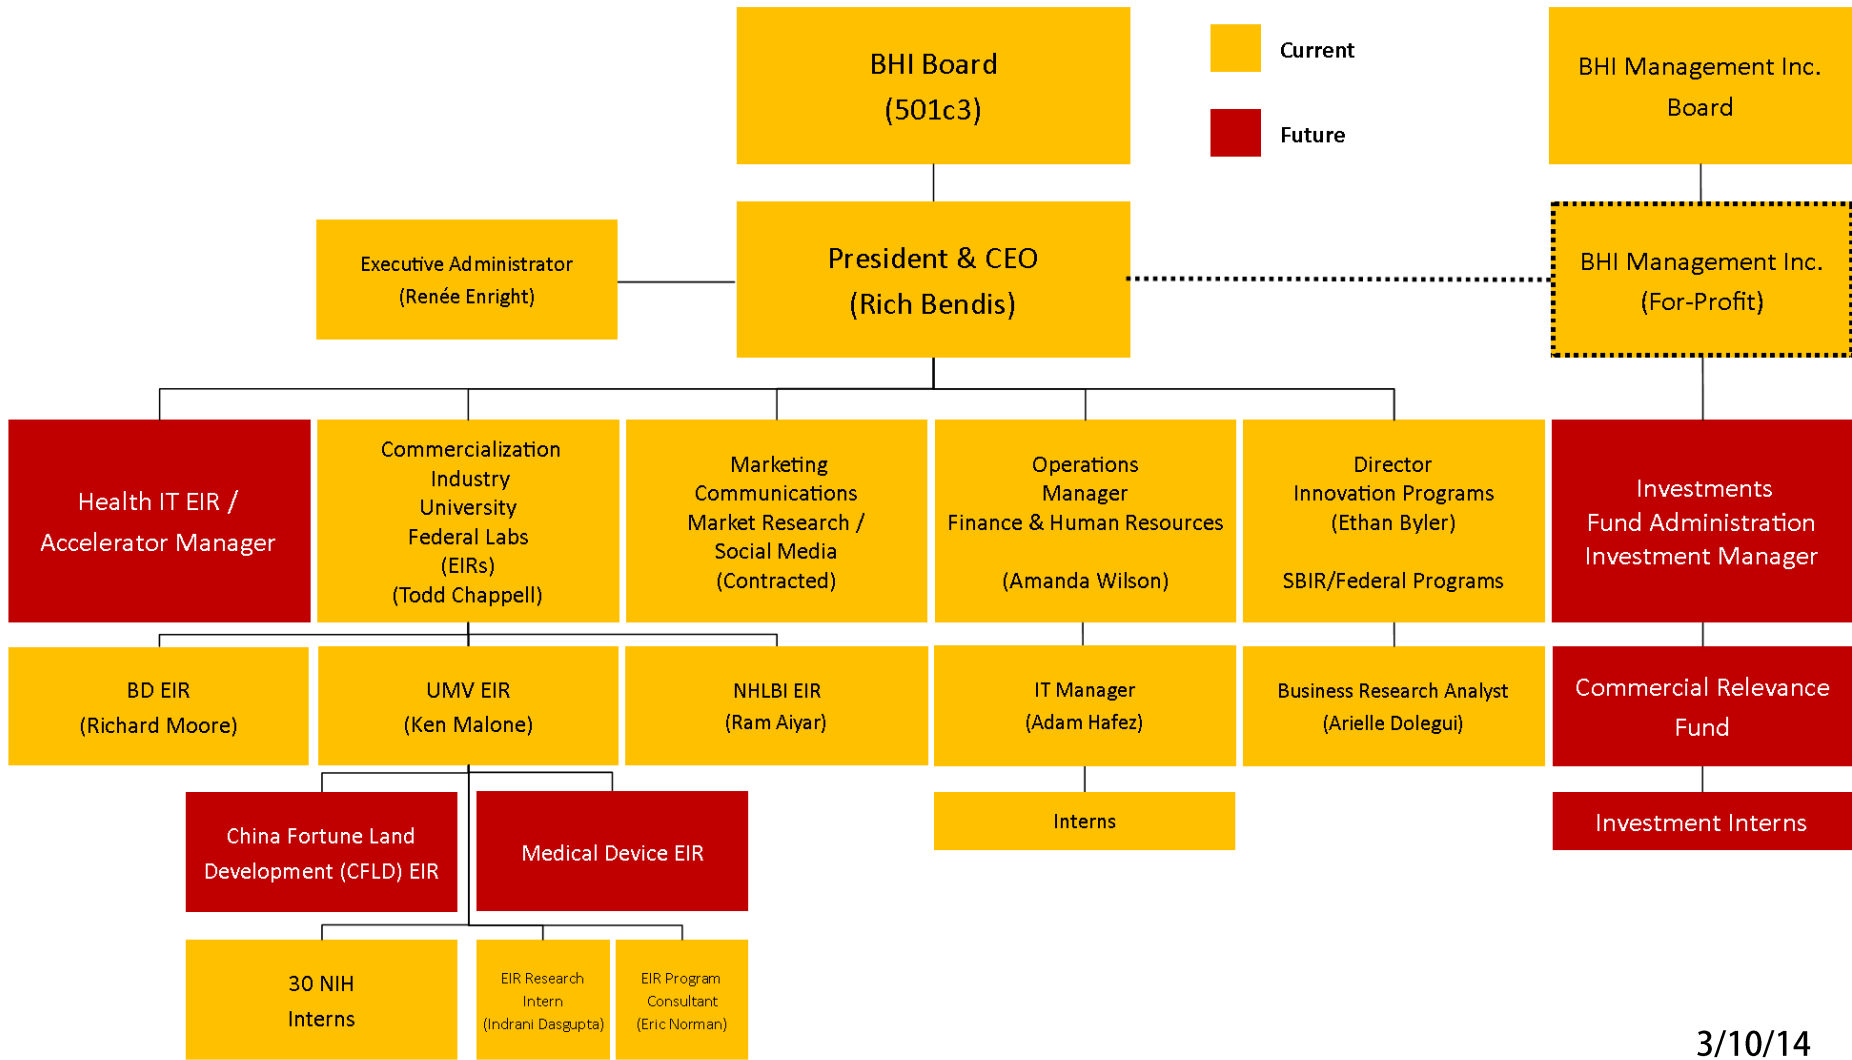 BHI Board
(501c3)
Current
Future
BHI Management Inc.
Board
Executive Administrator
(Renée Enright)
President & CEO
(Rich Bendis)
BHI Management Inc.
(For-Profit)
Health IT EIR /
Accelerator Manager
Commercialization
Industry
University
Federal Labs
(EIRs)
(Todd Chappell)
Marketing
Communications
Market Research /
Social Media
(Contracted)
Operations
Manager
Finance & Human Resources
(Amanda Wilson)
Director
Innovation Programs
(Ethan Byler)
SBIR/Federal Programs
Investments
Fund Administration
Investment Manager
BD EIR
(Richard Moore)
UMV EIR
(Ken Malone)
NHLBI EIR
(Ram Aiyar)
IT Manager
(Adam Hafez)
Business Research Analyst
(Arielle Dolegui)
Commercial Relevance
Fund
China Fortune Land
Development (CFLD) EIR
Medical Device EIR
Interns
Investment Interns
30 NIH
Interns
EIR Research
Intern
(Indrani Dasgupta)
EIR Program
Consultant
(Eric Norman)
3/10/14